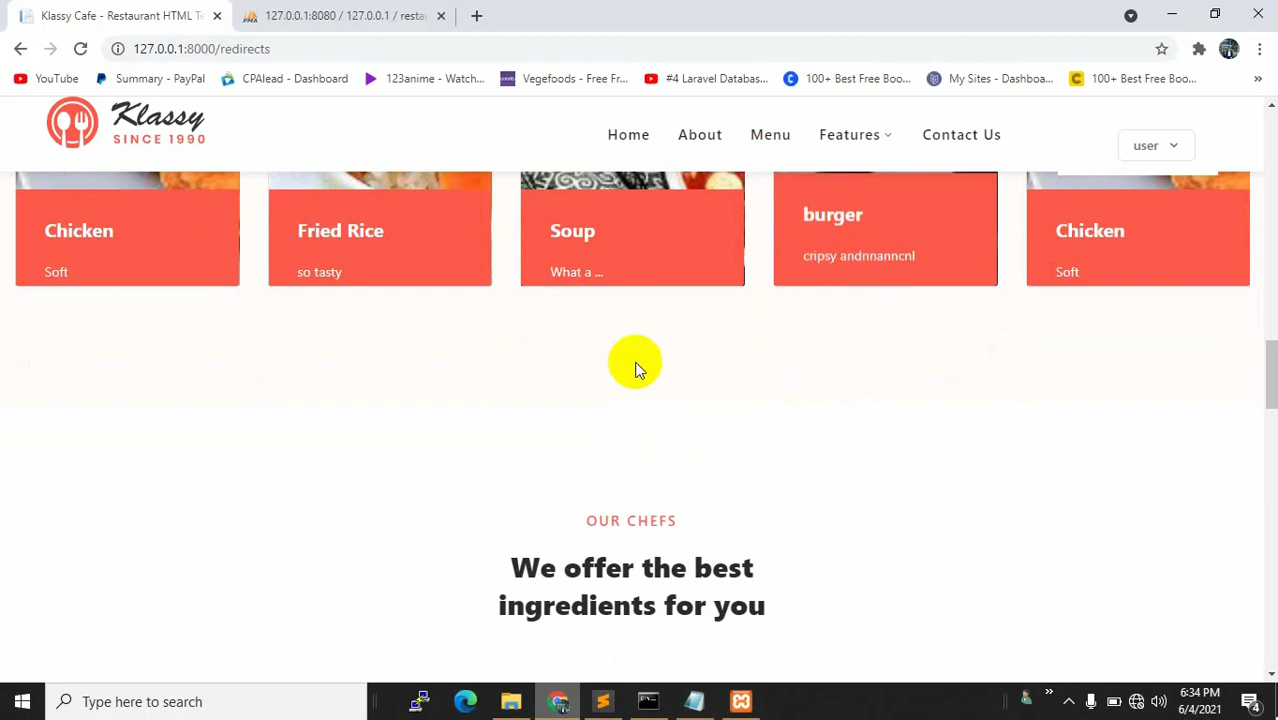 Klassy Cafe - Restaurant HTML Te
127.0.0.1:8080 / 127.0.0.1 / restau
127.0.0.1:8000/redirects
YouTube
Summary - PayPal
CPAlead - Dashboard
123anime - Watch...
Vegefoods - Free Fr...
#4 Laravel Databas...
100+ Best Free Boo...
My Sites - Dashboa...
100+ Best Free Boo...
Klassy
SINCE 1990
Home
About
Menu
Features
Contact Us
user
Chicken
Soft
Fried Rice
so tasty
Soup
What a ...
burger
cripsy andnnanncnl
Chicken
Soft
OUR CHEFS
We offer the best
ingredients for you
Type here to search
6:34 PM
6/4/2021
4